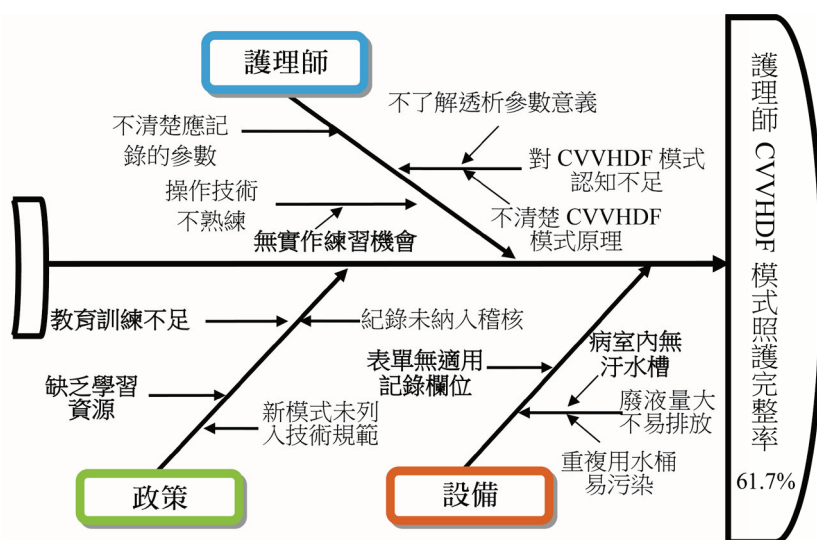 護理師
不清楚應記
錄的參數
操作技術
不熟練
無實作練習機會
不了解透析參數意義
對 CVVHDF 模式
認知不足
不清楚 CVVHDF
模式原理
教育訓練不足
紀錄未納入稽核
缺乏學習
資源
新模式未列
入技術規範
政策
表單無適用
記錄欄位
病室內無
汙水槽
廢液量大
不易排放
重複用水桶
易污染
設備
護理師 CVVHDF 模式照護完整率
61.7%